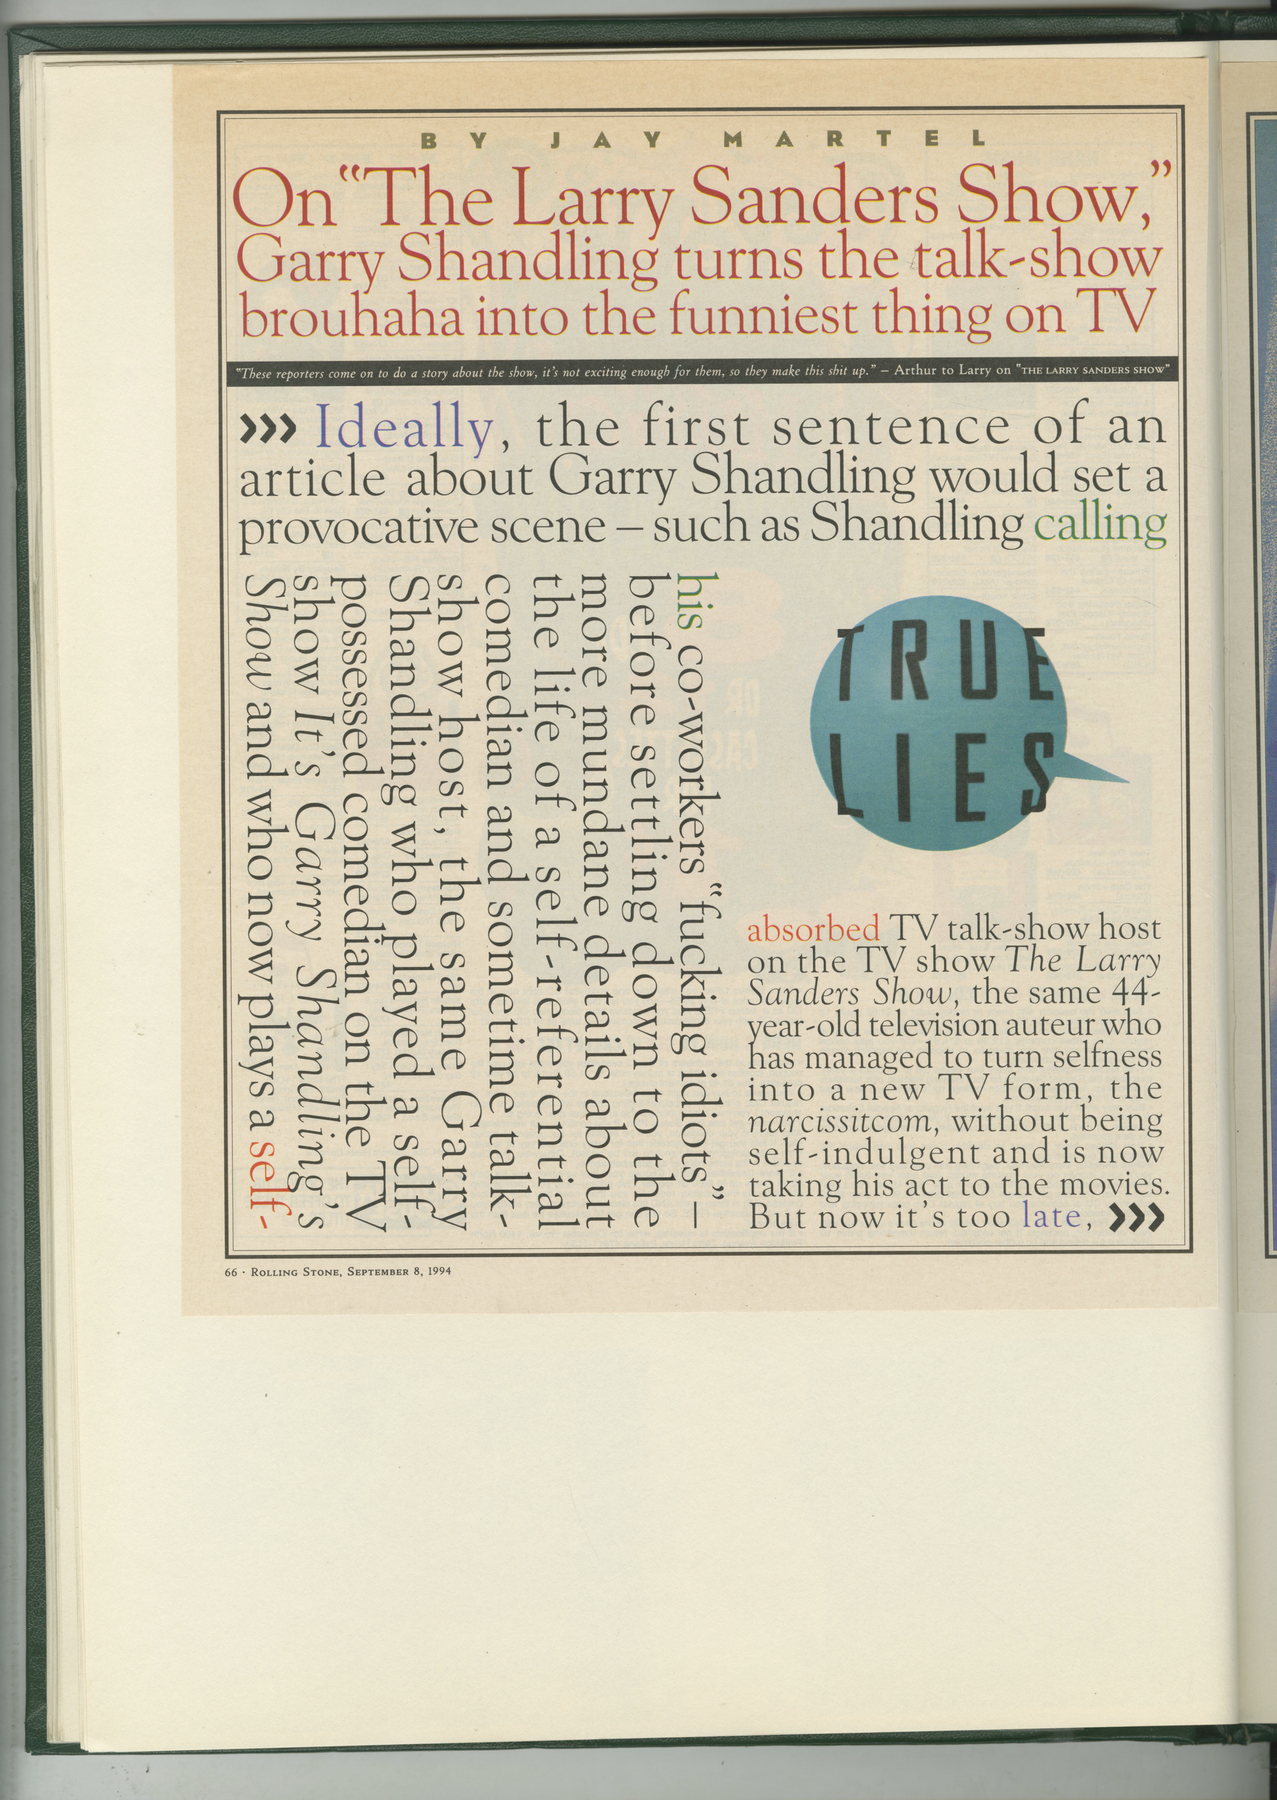 BY JAY MARTEL
On “The Larry Sanders Show,”
Garry Shandling turns the talk-show
brouhaha into the funniest thing on TV
“These reporters come on to do a story about the show, it’s not exciting enough for them, so they make this shit up.” – Arthur to Larry on “THE LARRY SANDERS SHOW”
››› Ideally, the first sentence of an
article about Garry Shandling would set a
provocative scene – such as Shandling calling
his co-workers “fucking idiots” –
before settling down to the
more mundane details about
the life of a self-referential
comedian and sometime talk-
show host, the same Garry
Shandling who played a self-
possessed comedian on the TV
show It’s Garry Shandling’s
Show and who now plays a self-
TRUE
LIES
absorbed TV talk-show host
on the TV show The Larry
Sanders Show, the same 44-
year-old television auteur who
has managed to turn selfness
into a new TV form, the
narcissitcom, without being
self-indulgent and is now
taking his act to the movies.
But now it’s too late, ›››
66 · ROLLING STONE, SEPTEMBER 8, 1994